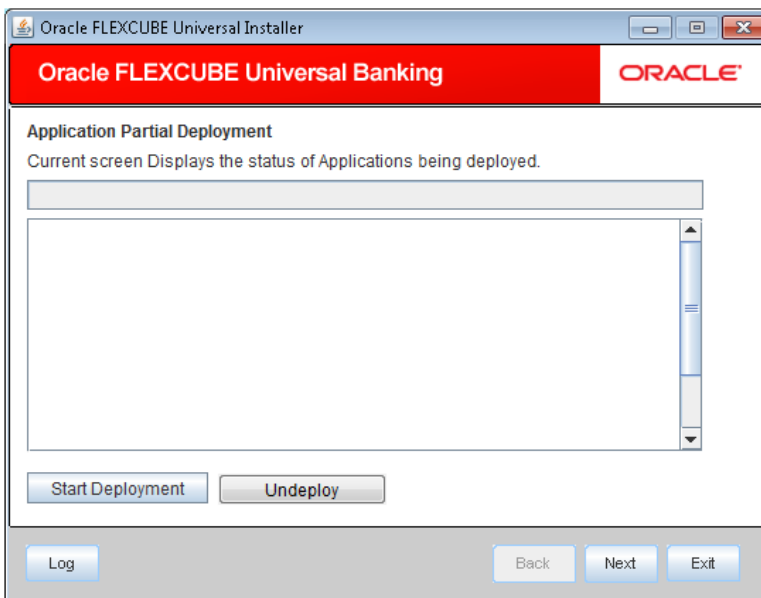 Oracle FLEXCUBE Universal Installer
Oracle FLEXCUBE Universal Banking
ORACLE
Application Partial Deployment
Current screen Displays the status of Applications being deployed.
Start Deployment Undeploy
Log Back Next Exit